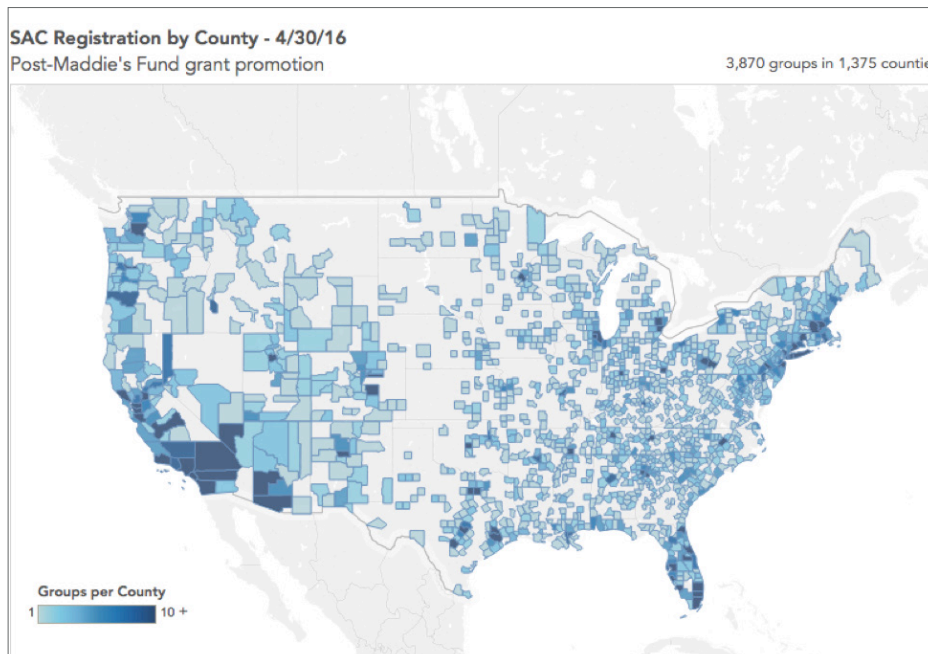 SAC Registration by County - 4/30/16
Post-Maddie's Fund grant promotion
3,870 groups in 1,375 countie
Groups per County
1
10 +